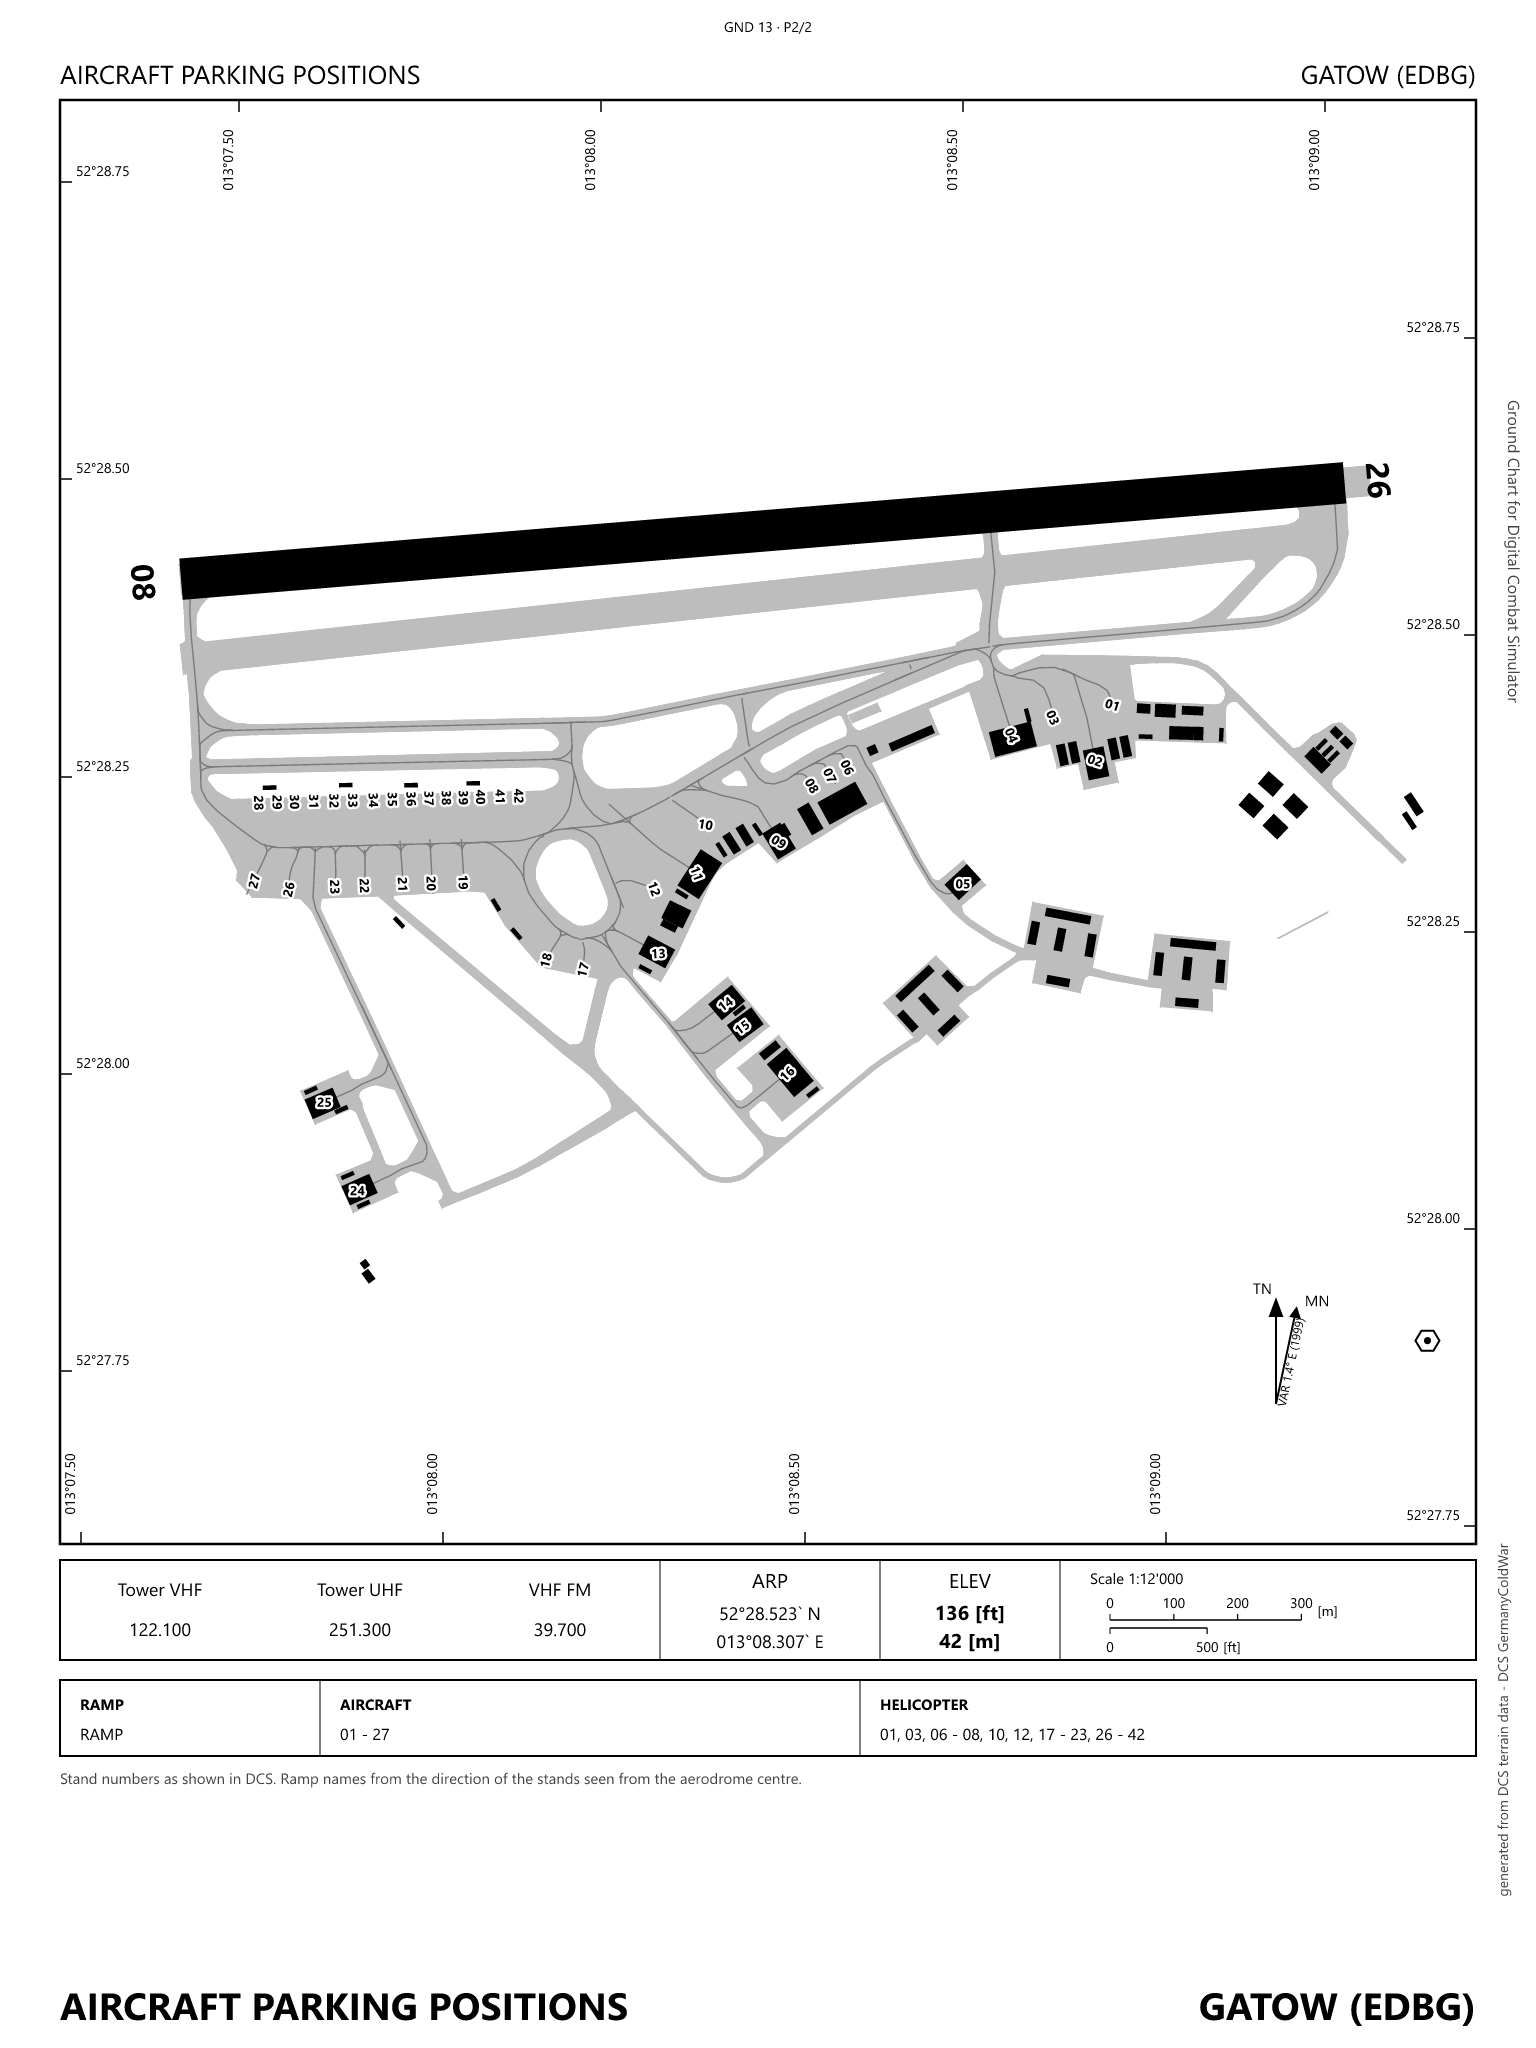 GND 13 · P2/2
AIRCRAFT PARKING POSITIONS
GATOW (EDBG)
013°07.50
013°08.00
013°08.50
013°09.00
52°28.75
52°28.75
52°28.50
52°28.50
52°28.25
52°28.25
52°28.00
52°28.00
52°27.75
52°27.75
26
08
01
03
04
02
06
07
08
09
10
11
12
13
05
28
29
30
31
32
33
34
35
36
37
38
39
40
41
42
27
26
23
22
21
20
19
18
17
14
15
16
25
24
TN
MN
VAR 1.4° E (1999)
013°07.50
013°08.00
013°08.50
013°09.00
Ground Chart for Digital Combat Simulator
generated from DCS terrain data - DCS GermanyColdWar
Tower VHF
122.100
Tower UHF
251.300
VHF FM
39.700
ARP
52°28.523` N
013°08.307` E
ELEV
136 [ft]
42 [m]
Scale 1:12'000
0 100 200 300 [m]
0 500 [ft]
RAMP AIRCRAFT HELICOPTER
RAMP 01 - 27 01, 03, 06 - 08, 10, 12, 17 - 23, 26 - 42
Stand numbers as shown in DCS. Ramp names from the direction of the stands seen from the aerodrome centre.
AIRCRAFT PARKING POSITIONS
GATOW (EDBG)